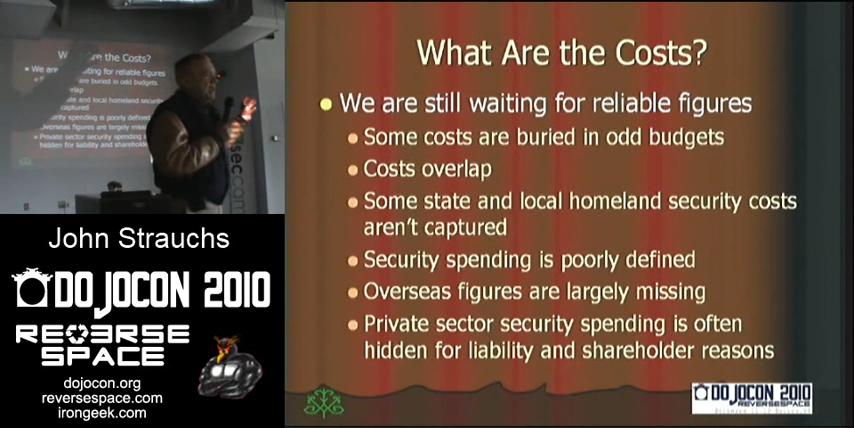 What Are the Costs?
We are still waiting for reliable figures
Some costs are buried in odd budgets
Costs overlap
Some state and local homeland security costs
aren't captured
Security spending is poorly defined
Overseas figures are largely missing
Private sector security spending is often
hidden for liability and shareholder reasons
John Strauchs
DOJOCON 2010
REVERSE
SPACE
dojocon.org
reversespace.com
irongeek.com
DOJOCON 2010
REVERSESPACE